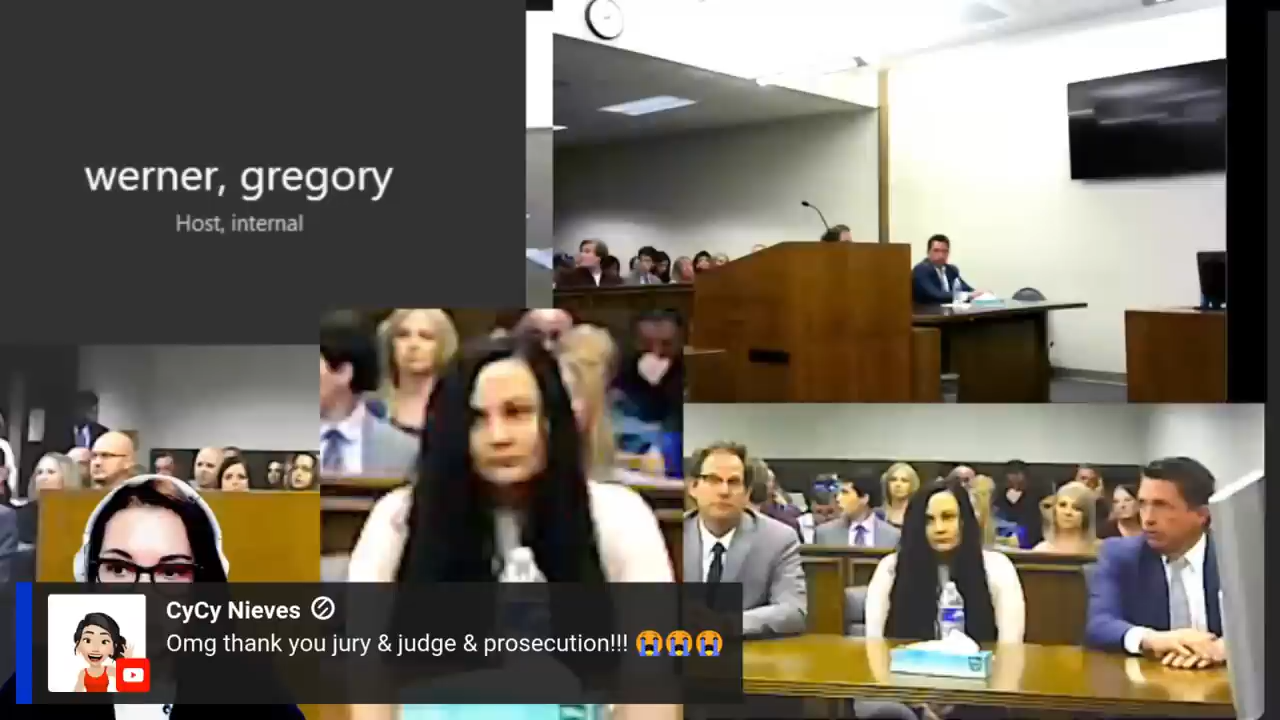 werner, gregory
Host, internal
CyCy Nieves
Omg thank you jury & judge & prosecution!!! 😭😭😭